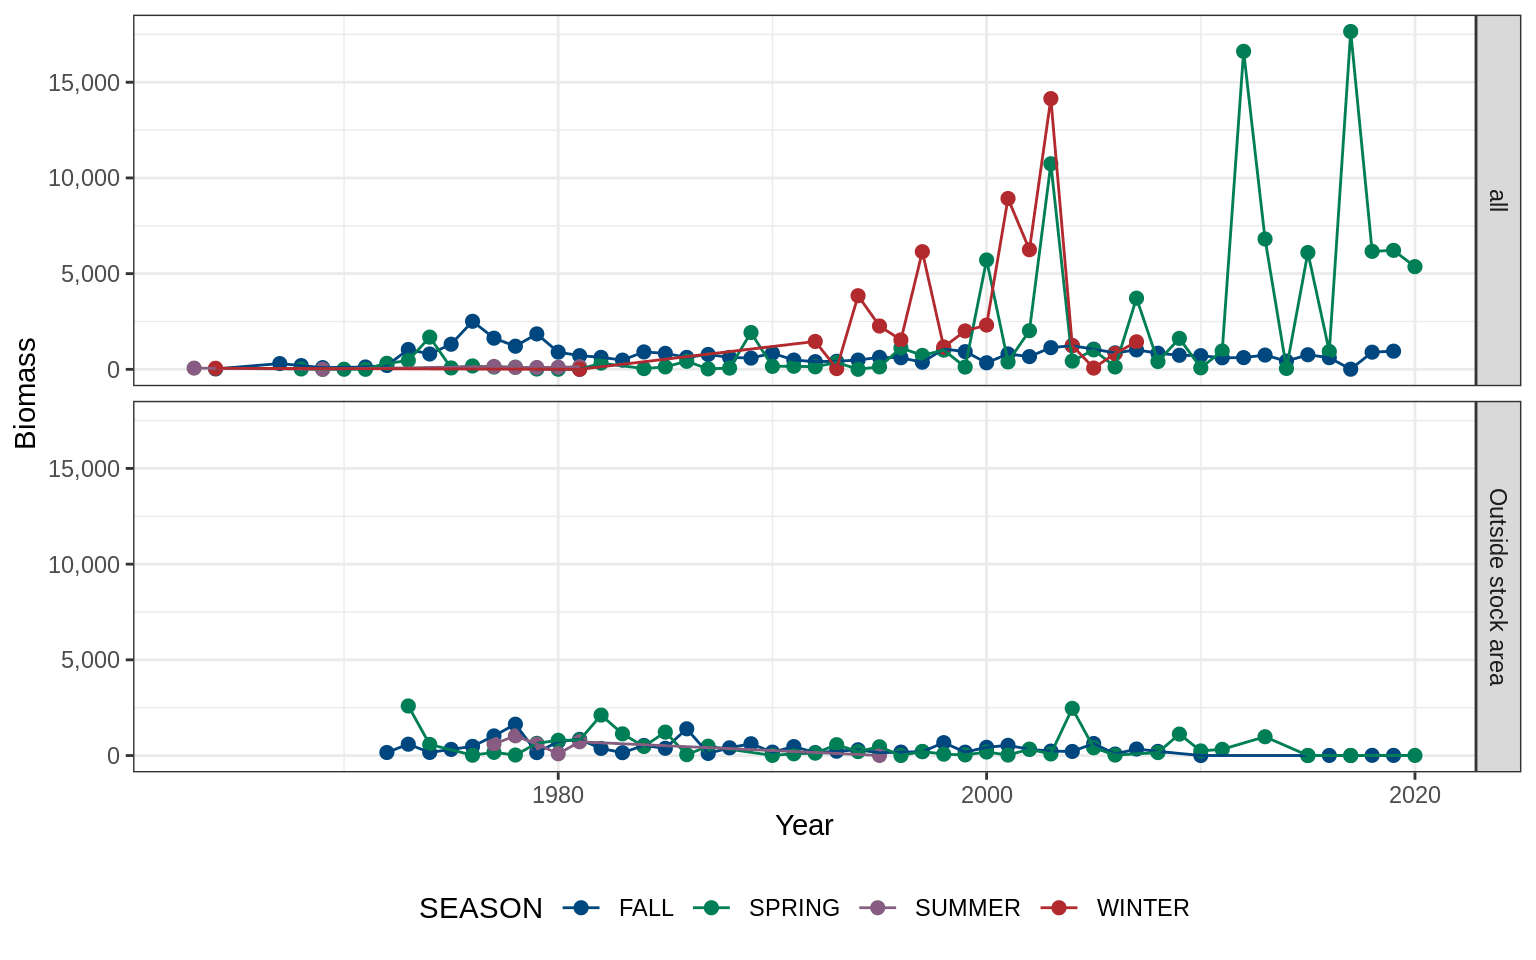 15,000
10,000
5,000
0
all
Biomass
15,000
10,000
5,000
0
Outside stock area
1980 2000 2020
Year
SEASON FALL SPRING SUMMER WINTER